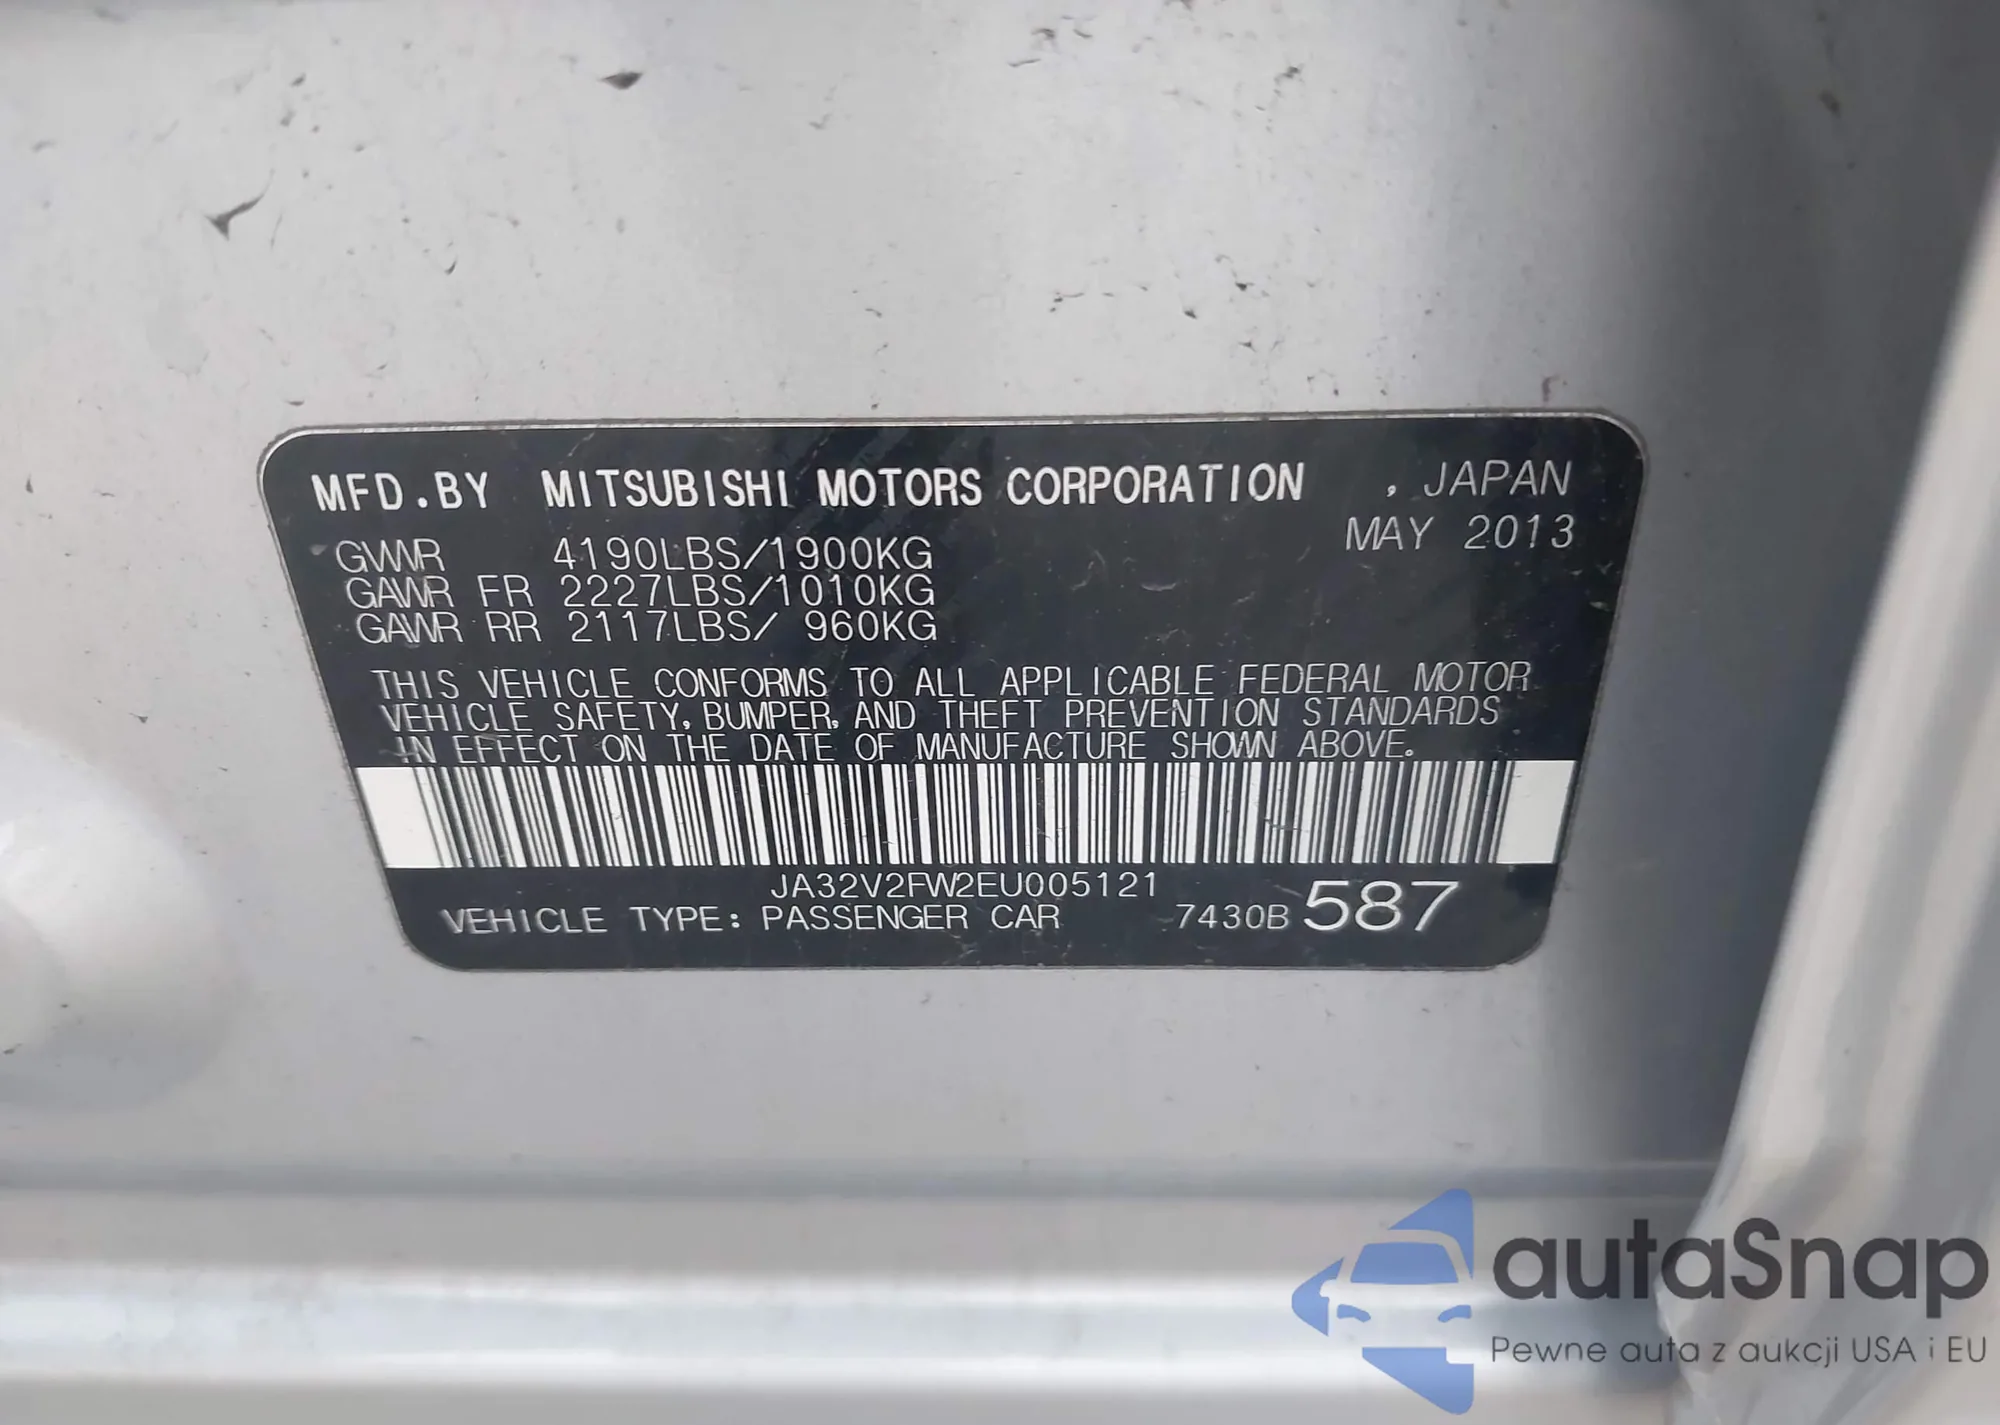 MFD.BY MITSUBISHI MOTORS CORPORATION , JAPAN
MAY 2013
GVWR 4190LBS/1900KG
GAWR FR 2227LBS/1010KG
GAWR RR 2117LBS/ 960KG
THIS VEHICLE CONFORMS TO ALL APPLICABLE FEDERAL MOTOR
VEHICLE SAFETY, BUMPER, AND THEFT PREVENTION STANDARDS
IN EFFECT ON THE DATE OF MANUFACTURE SHOWN ABOVE.
JA32V2FW2EU005121
VEHICLE TYPE: PASSENGER CAR 7430B 587
autaSnap
Pewne auta z aukcji USA i EU